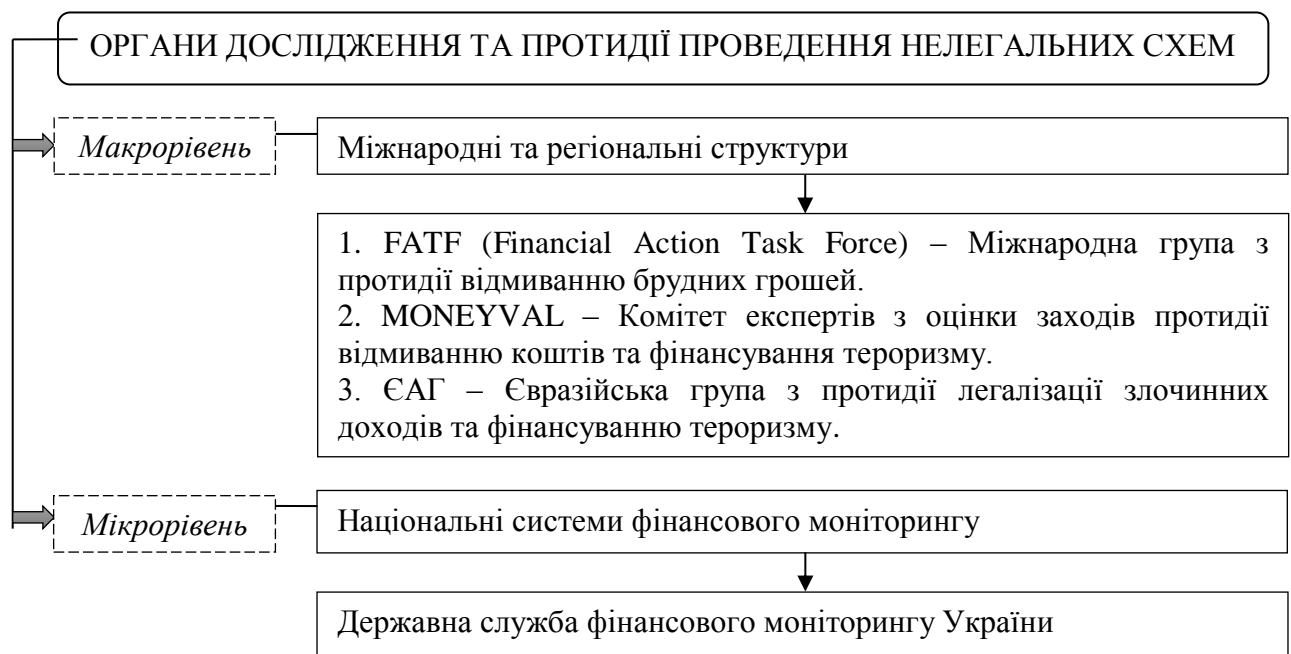 ОРГАНИ ДОСЛІДЖЕННЯ ТА ПРОТИДІЇ ПРОВЕДЕННЯ НЕЛЕГАЛЬНИХ СХЕМ
Макрорівень
Міжнародні та регіональні структури
1. FATF (Financial Action Task Force) – Міжнародна група з
протидії відмиванню брудних грошей.
2. MONEYVAL – Комітет експертів з оцінки заходів протидії
відмиванню коштів та фінансування тероризму.
3. ЄАГ – Євразійська група з протидії легалізації злочинних
доходів та фінансуванню тероризму.
Мікрорівень
Національні системи фінансового моніторингу
Державна служба фінансового моніторингу України